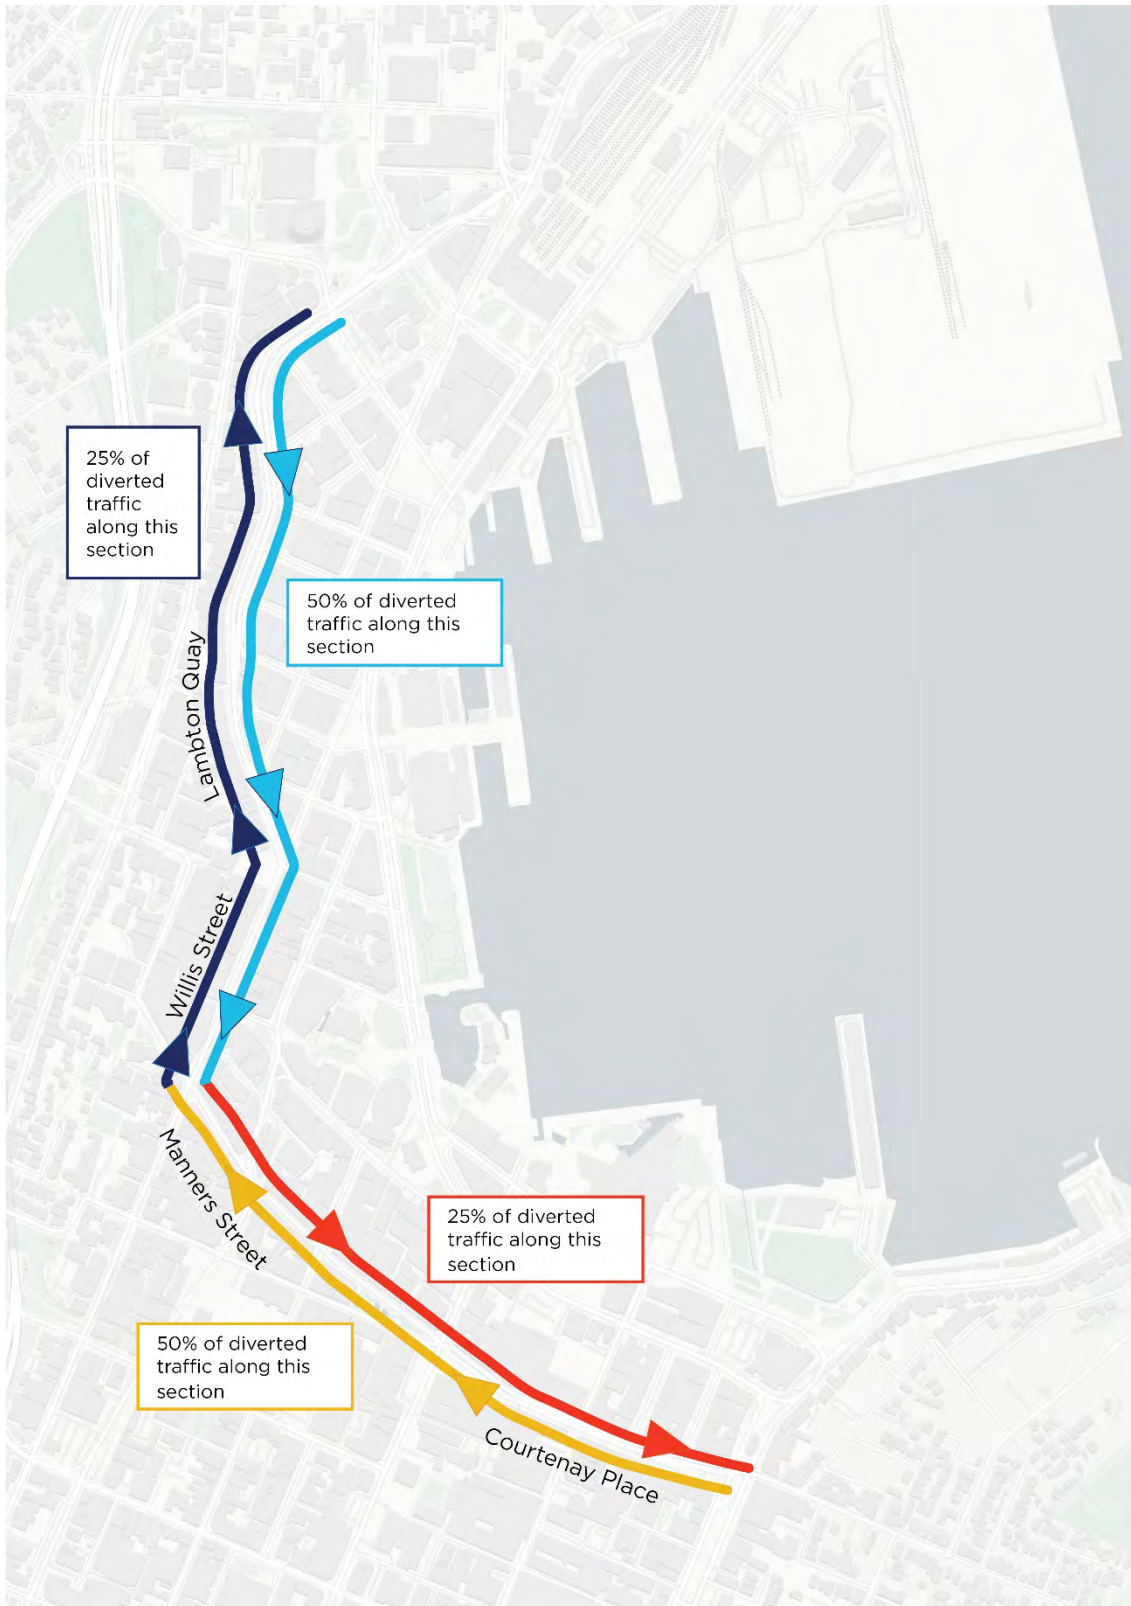 25% of
diverted
traffic
along this
section
50% of diverted
traffic along this
section
Lambton Quay
Willis Street
Manners Street
25% of diverted
traffic along this
section
50% of diverted
traffic along this
section
Courtenay Place